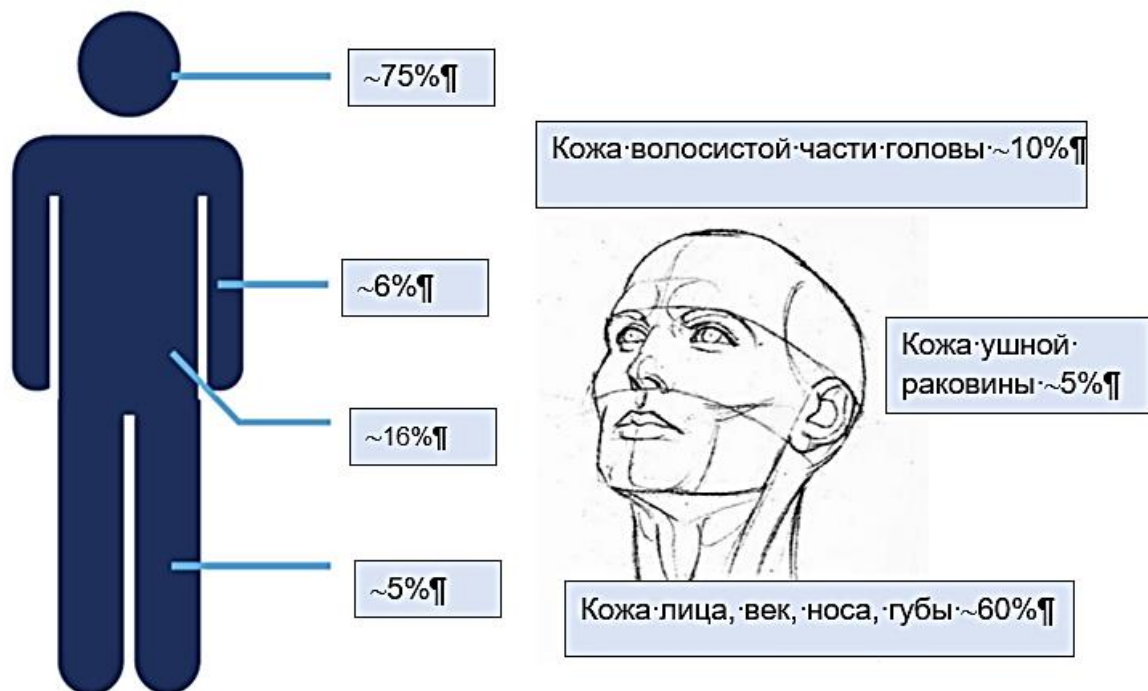 ~75%¶
Кожа·волосистой·части·головы·~10%¶
~6%¶
Кожа·ушной·
раковины·~5%¶
~16%¶
~5%¶
Кожа·лица,·век,·носа,·губы·~60%¶